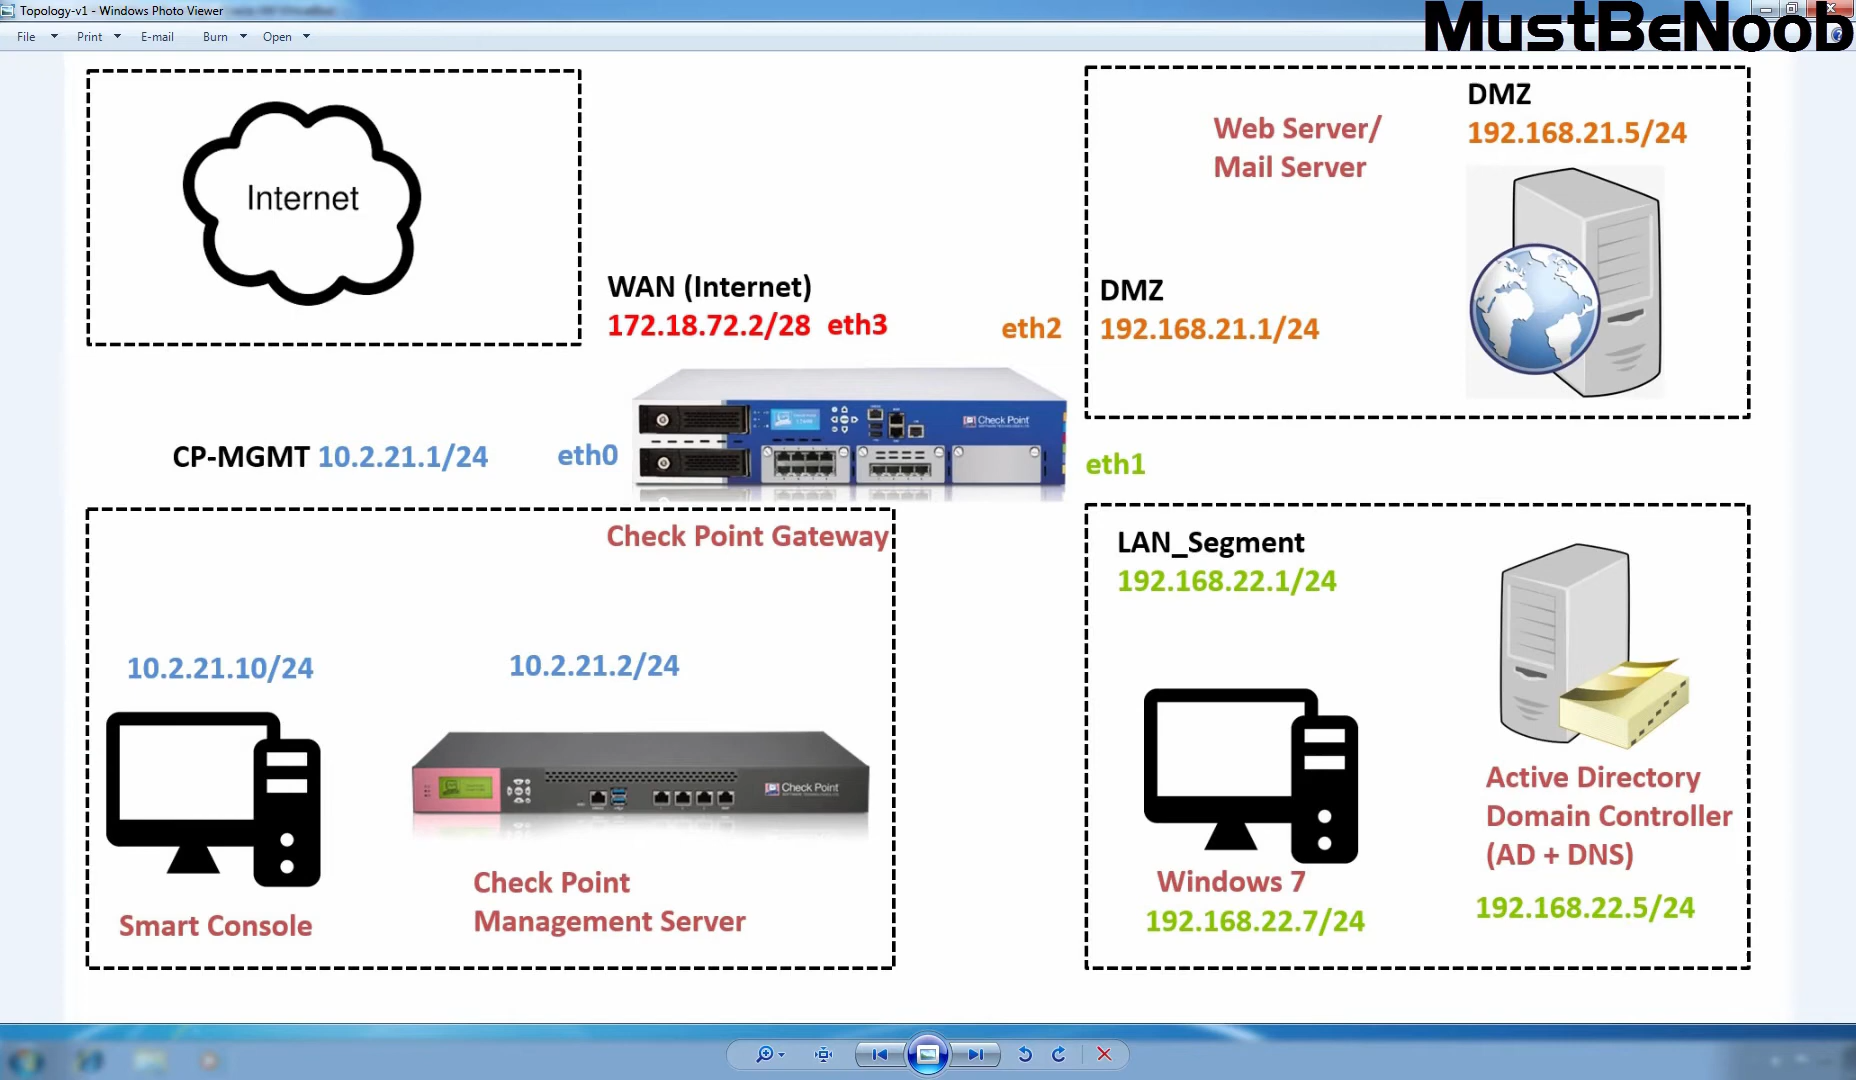 Topology-v1 - Windows Photo Viewer
File Print E-mail Burn Open
MustBeNoob
Internet
WAN (Internet)
172.18.72.2/28 eth3
eth2
Web Server/
Mail Server
DMZ
192.168.21.5/24
DMZ
192.168.21.1/24
CP-MGMT 10.2.21.1/24 eth0
Check Point
eth1
Check Point Gateway
10.2.21.10/24
10.2.21.2/24
Check Point
Smart Console
Check Point
Management Server
LAN_Segment
192.168.22.1/24
Windows 7
192.168.22.7/24
Active Directory
Domain Controller
(AD + DNS)
192.168.22.5/24